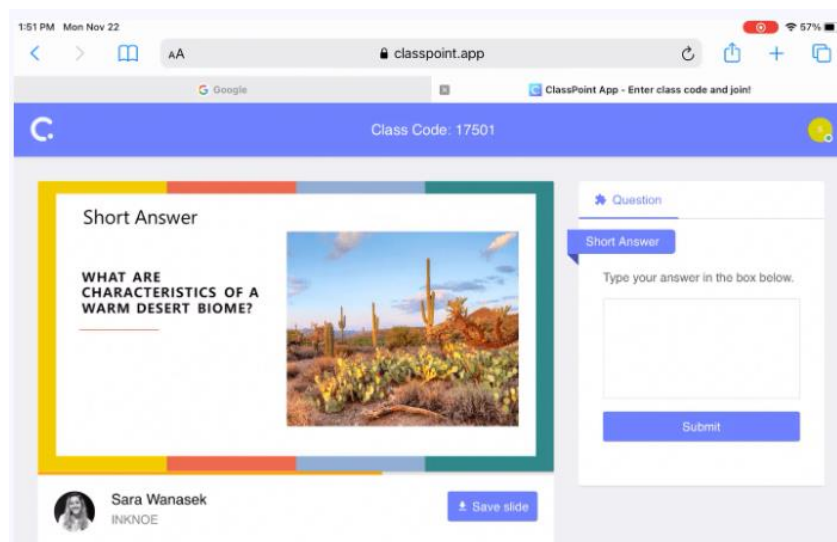 1:51 PM Mon Nov 22
57%
AA
classpoint.app
Google
ClassPoint App - Enter class code and join!
C.
Class Code: 17501
S
Short Answer
WHAT ARE
CHARACTERISTICS OF A
WARM DESERT BIOME?
Question
Short Answer
Type your answer in the box below.
Submit
Sara Wanasek
INKNOE
Save slide